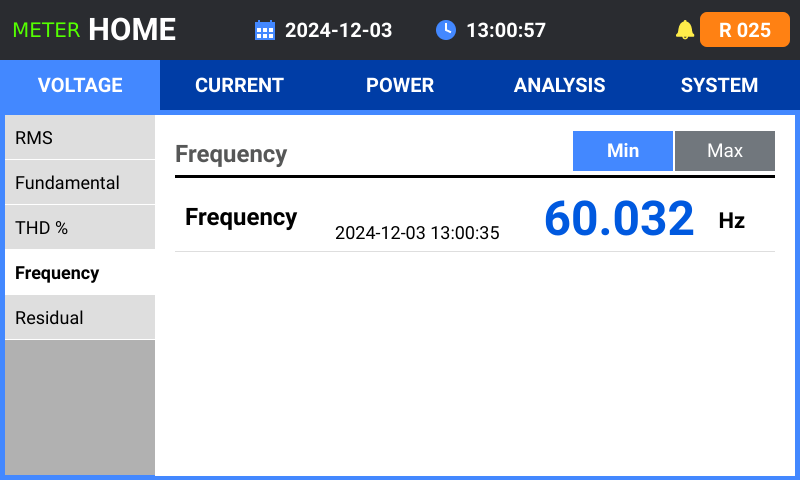 METER HOME 2024-12-03 13:00:57 R 025
VOLTAGE CURRENT POWER ANALYSIS SYSTEM
RMS
Fundamental
THD %
Frequency
Residual
Frequency Min Max
Frequency 2024-12-03 13:00:35 60.032 Hz